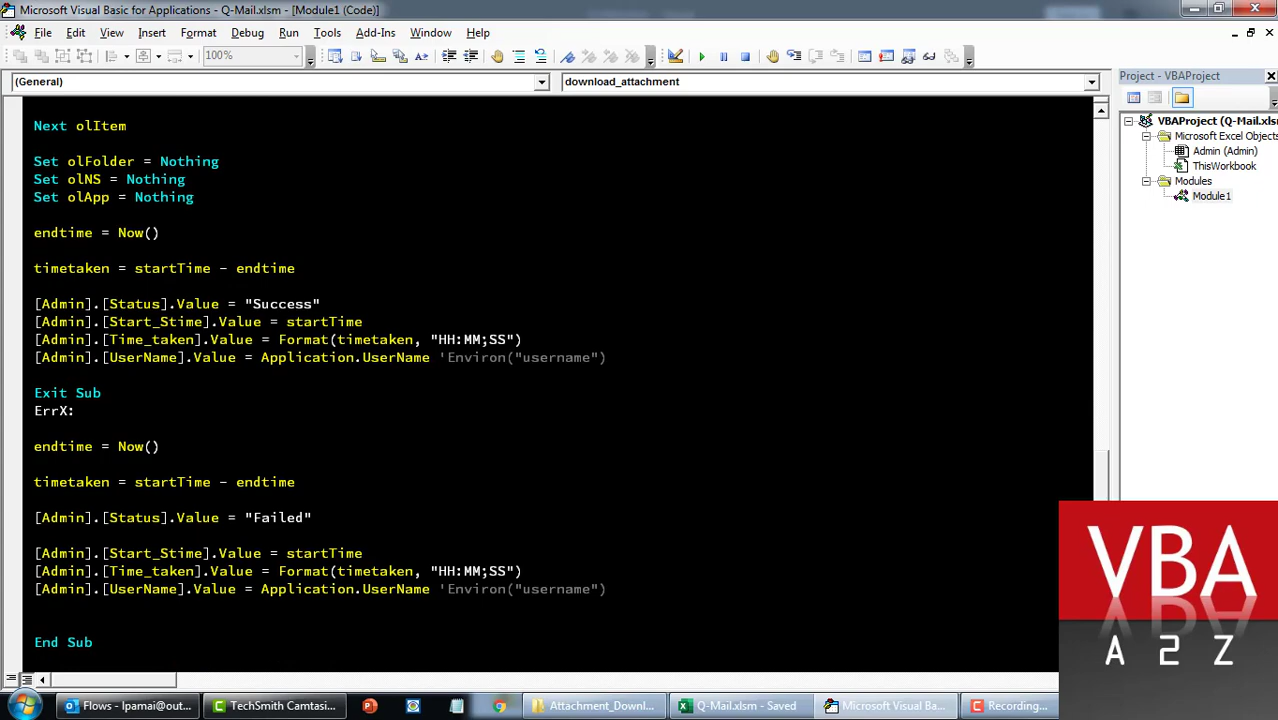 Microsoft Visual Basic for Applications - Q-Mail.xlsm - [Module1 (Code)]
File Edit View Insert Format Debug Run Tools Add-Ins Window Help
100%
(General)
download_attachment
Next olItem
Set olFolder = Nothing
Set olNS = Nothing
Set olApp = Nothing
endtime = Now()
timetaken = startTime - endtime
[Admin].[Status].Value = "Success"
[Admin].[Start_Stime].Value = startTime
[Admin].[Time_taken].Value = Format(timetaken, "HH:MM;SS")
[Admin].[UserName].Value = Application.UserName 'Environ("username")
Exit Sub
ErrX:
endtime = Now()
timetaken = startTime - endtime
[Admin].[Status].Value = "Failed"
[Admin].[Start_Stime].Value = startTime
[Admin].[Time_taken].Value = Format(timetaken, "HH:MM;SS")
[Admin].[UserName].Value = Application.UserName 'Environ("username")
End Sub
Project - VBAProject
VBAProject (Q-Mail.xlsm
Microsoft Excel Objects
Admin (Admin)
ThisWorkbook
Modules
Module1
VBA
A 2 Z
Flows - lpamai@out...
TechSmith Camtasi...
Attachment_Downl...
Q-Mail.xlsm - Saved
Microsoft Visual Bas...
Recording...